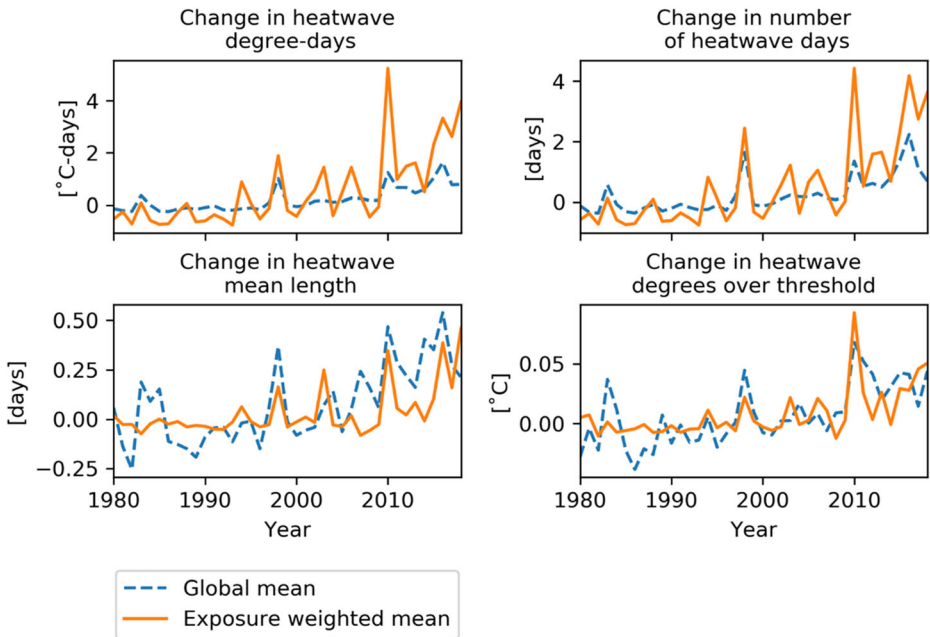 Change in heatwave
degree-days
Change in number
of heatwave days
[˚C-days]
4
2
0
[days]
4
2
0
Change in heatwave
mean length
Change in heatwave
degrees over threshold
[days]
0.50
0.25
0.00
−0.25
1980
1990
2000
2010
Year
[˚C]
0.05
0.00
1980
1990
2000
2010
Year
Global mean
Exposure weighted mean